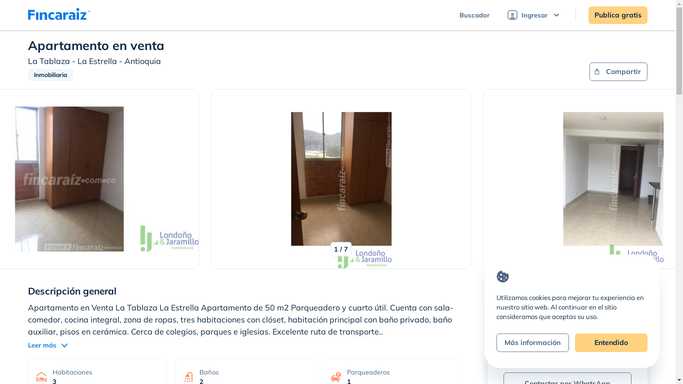 Fincaraíz
Buscador
Ingresar
Publica gratis
Apartamento en venta
La Tablaza - La Estrella - Antioquia
Inmobiliaria
Compartir
fincaraíz
Londoño
& Jaramillo
1 / 7
fincaraíz
Londoño
& Jaramillo
fincaraíz
Londoño
Descripción general
Apartamento en Venta La Tablaza La Estrella Apartamento de 50 m2 Parqueadero y cuarto útil. Cuenta con sala-
comedor, cocina integral, zona de ropas, tres habitaciones con clóset, habitación principal con baño privado, baño
auxiliar, pisos en cerámica. Cerca de colegios, parques e iglesias. Excelente ruta de transporte..
Leer más
Habitaciones
3
Baños
2
Parqueaderos
1
Utilizamos cookies para mejorar tu experiencia en
nuestro sitio web. Al continuar en el sitio
consideramos que aceptas su uso.
Más información
Entendido
Contactar por WhatsApp